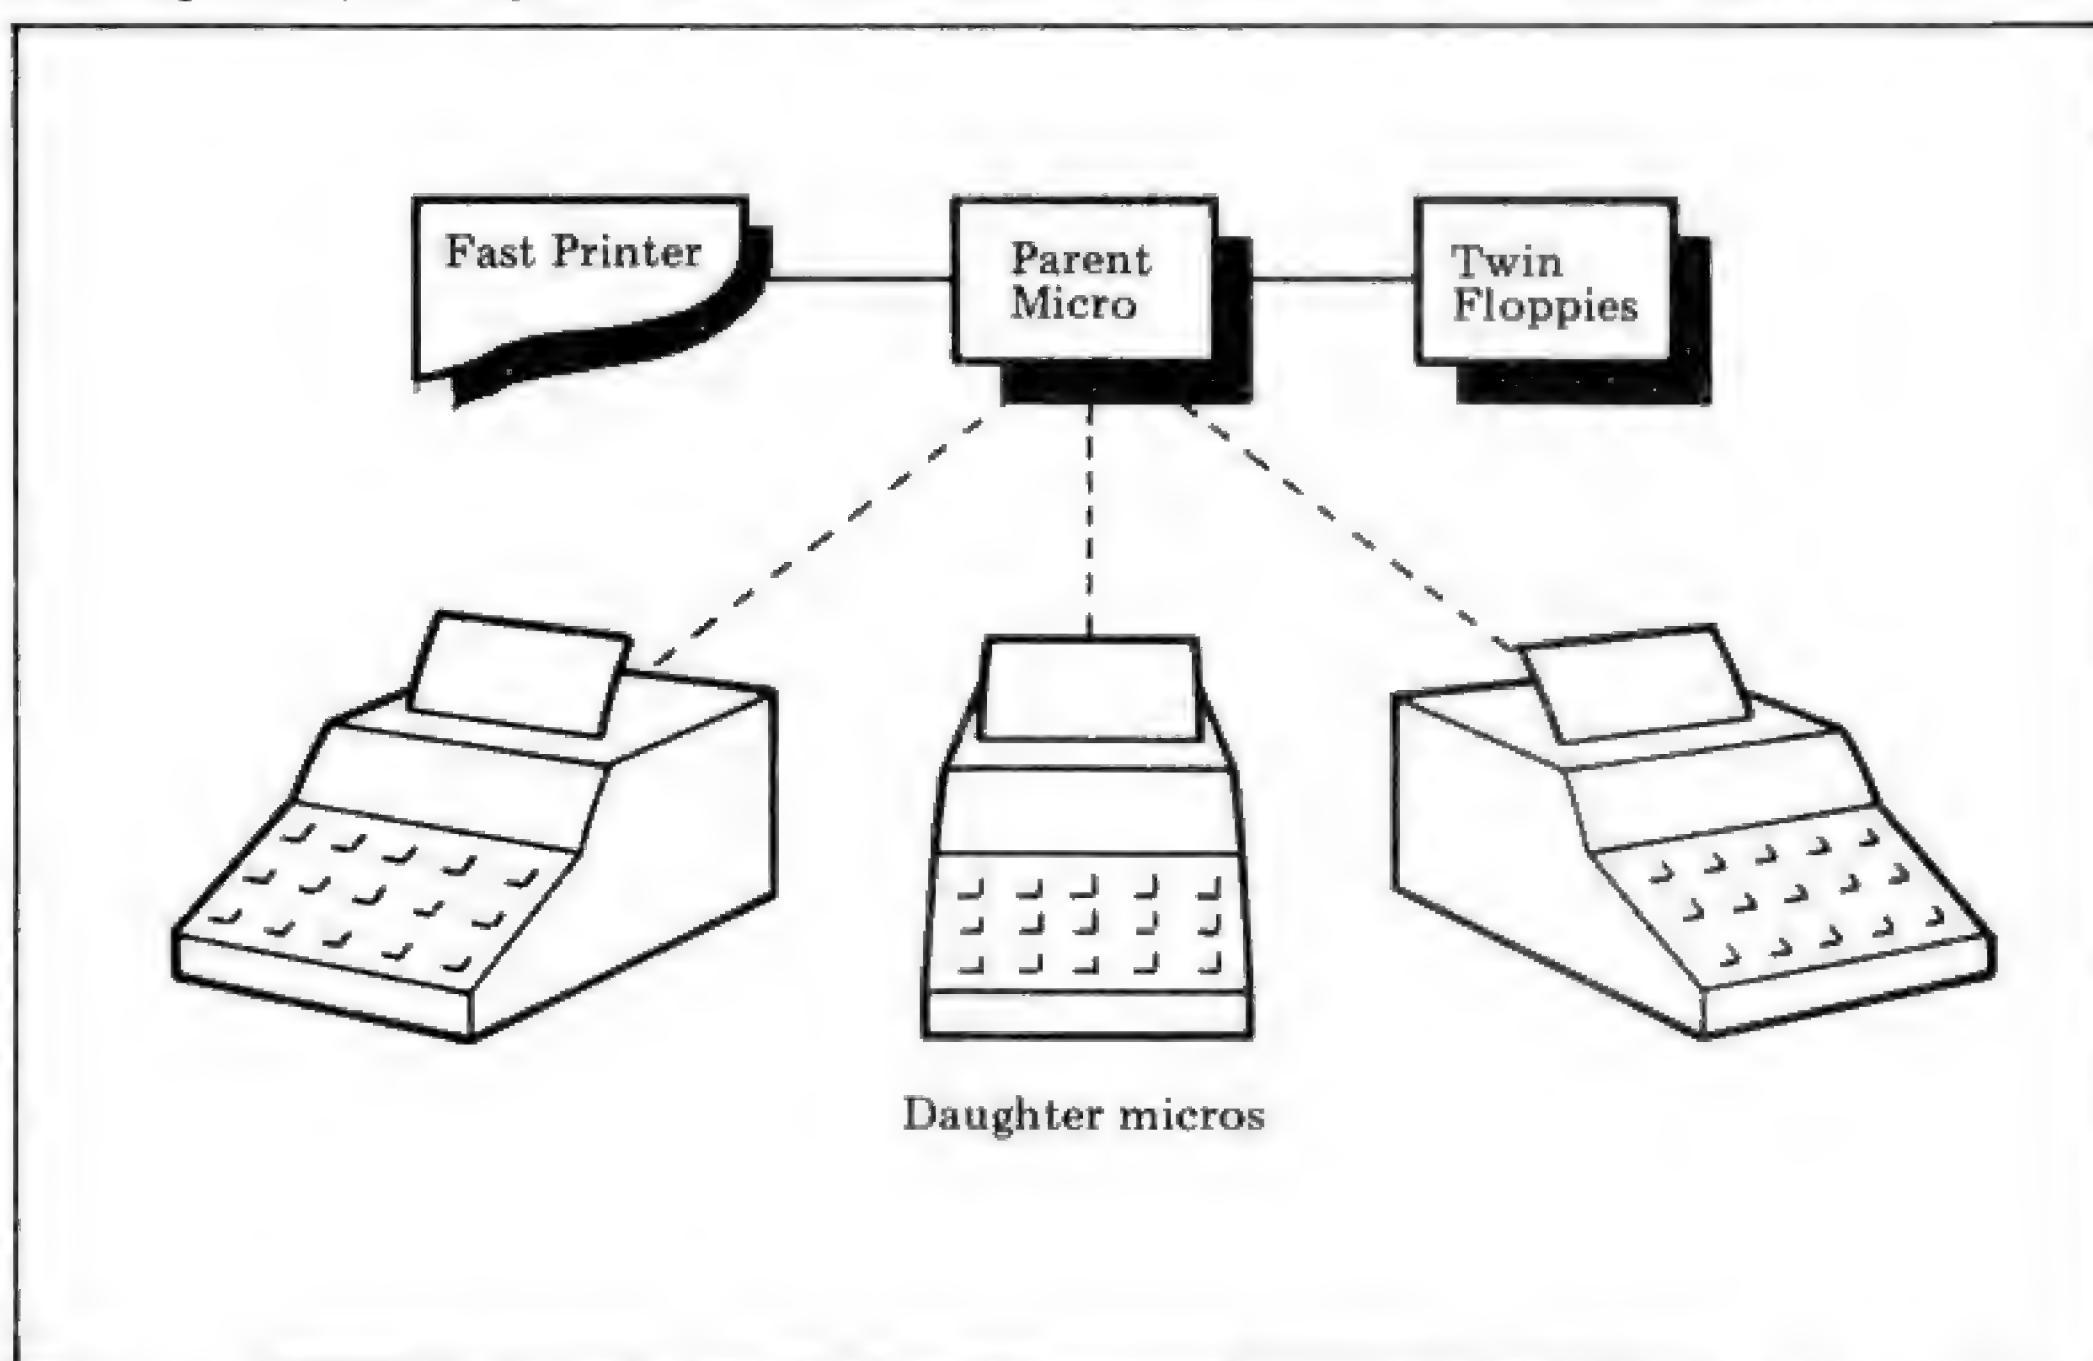 Fast Printer
Parent
Micro
Twin
Floppies
Daughter micros